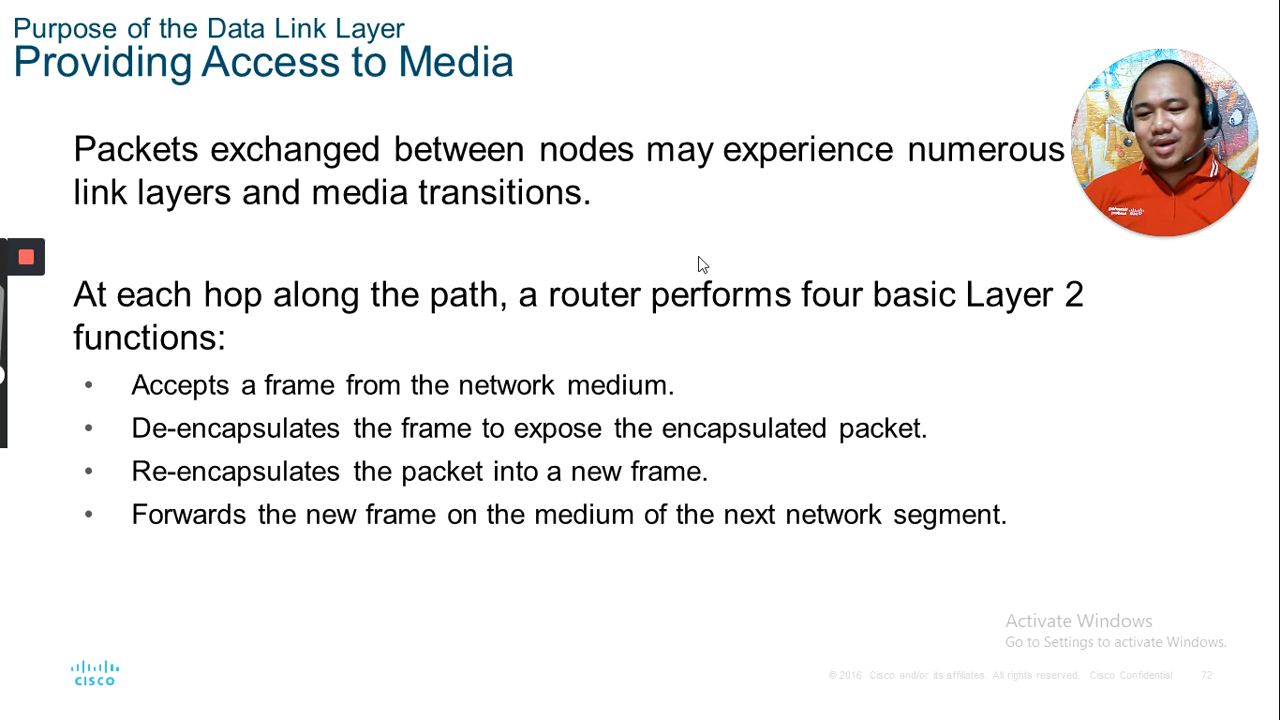 Purpose of the Data Link Layer
Providing Access to Media
Packets exchanged between nodes may experience numerous
link layers and media transitions.
At each hop along the path, a router performs four basic Layer 2
functions:
• Accepts a frame from the network medium.
• De-encapsulates the frame to expose the encapsulated packet.
• Re-encapsulates the packet into a new frame.
• Forwards the new frame on the medium of the next network segment.
Activate Windows
Go to Settings to activate Windows.
CISCO
© 2016 Cisco and/or its affiliates. All rights reserved. Cisco Confidential 72